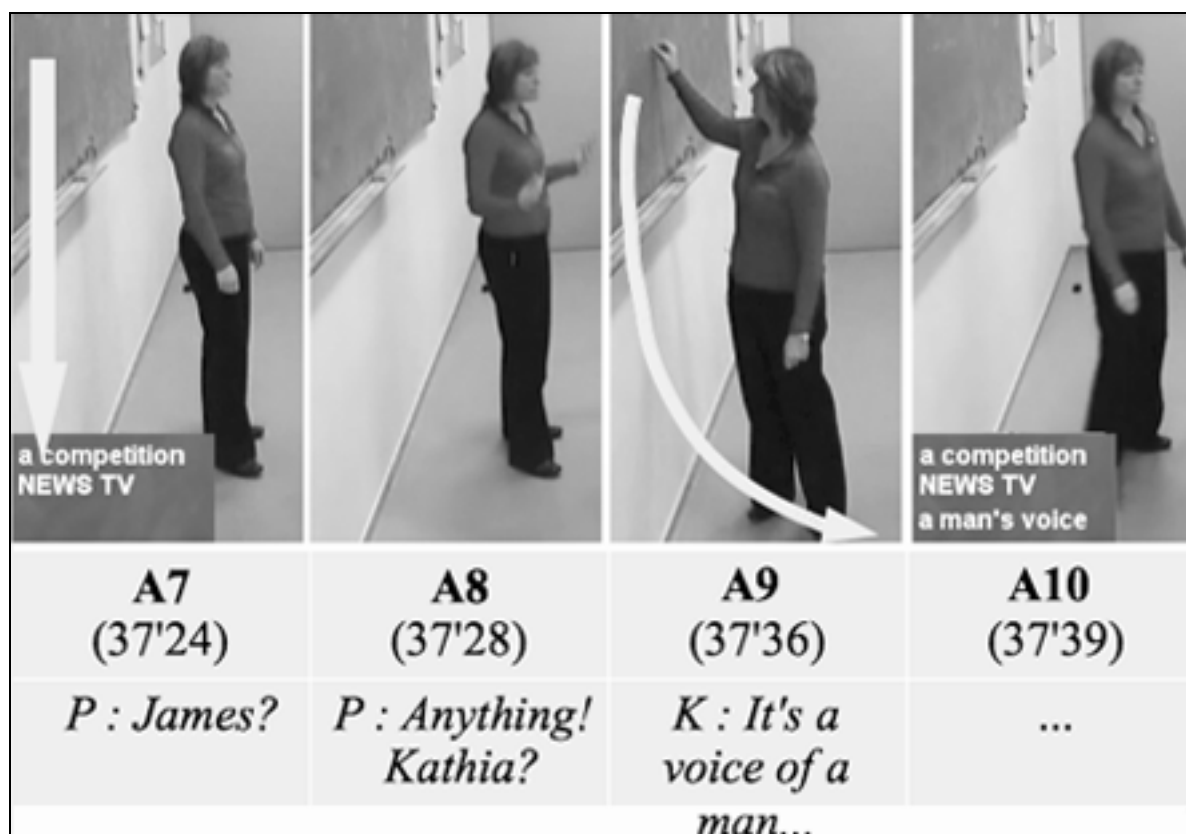 a competition
NEWS TV
a competition
NEWS TV
a man's voice
A7
(37'24)
A8
(37'28)
A9
(37'36)
A10
(37'39)
P : James?
P : Anything!
Kathia?
K : It's a
voice of a
man...
...